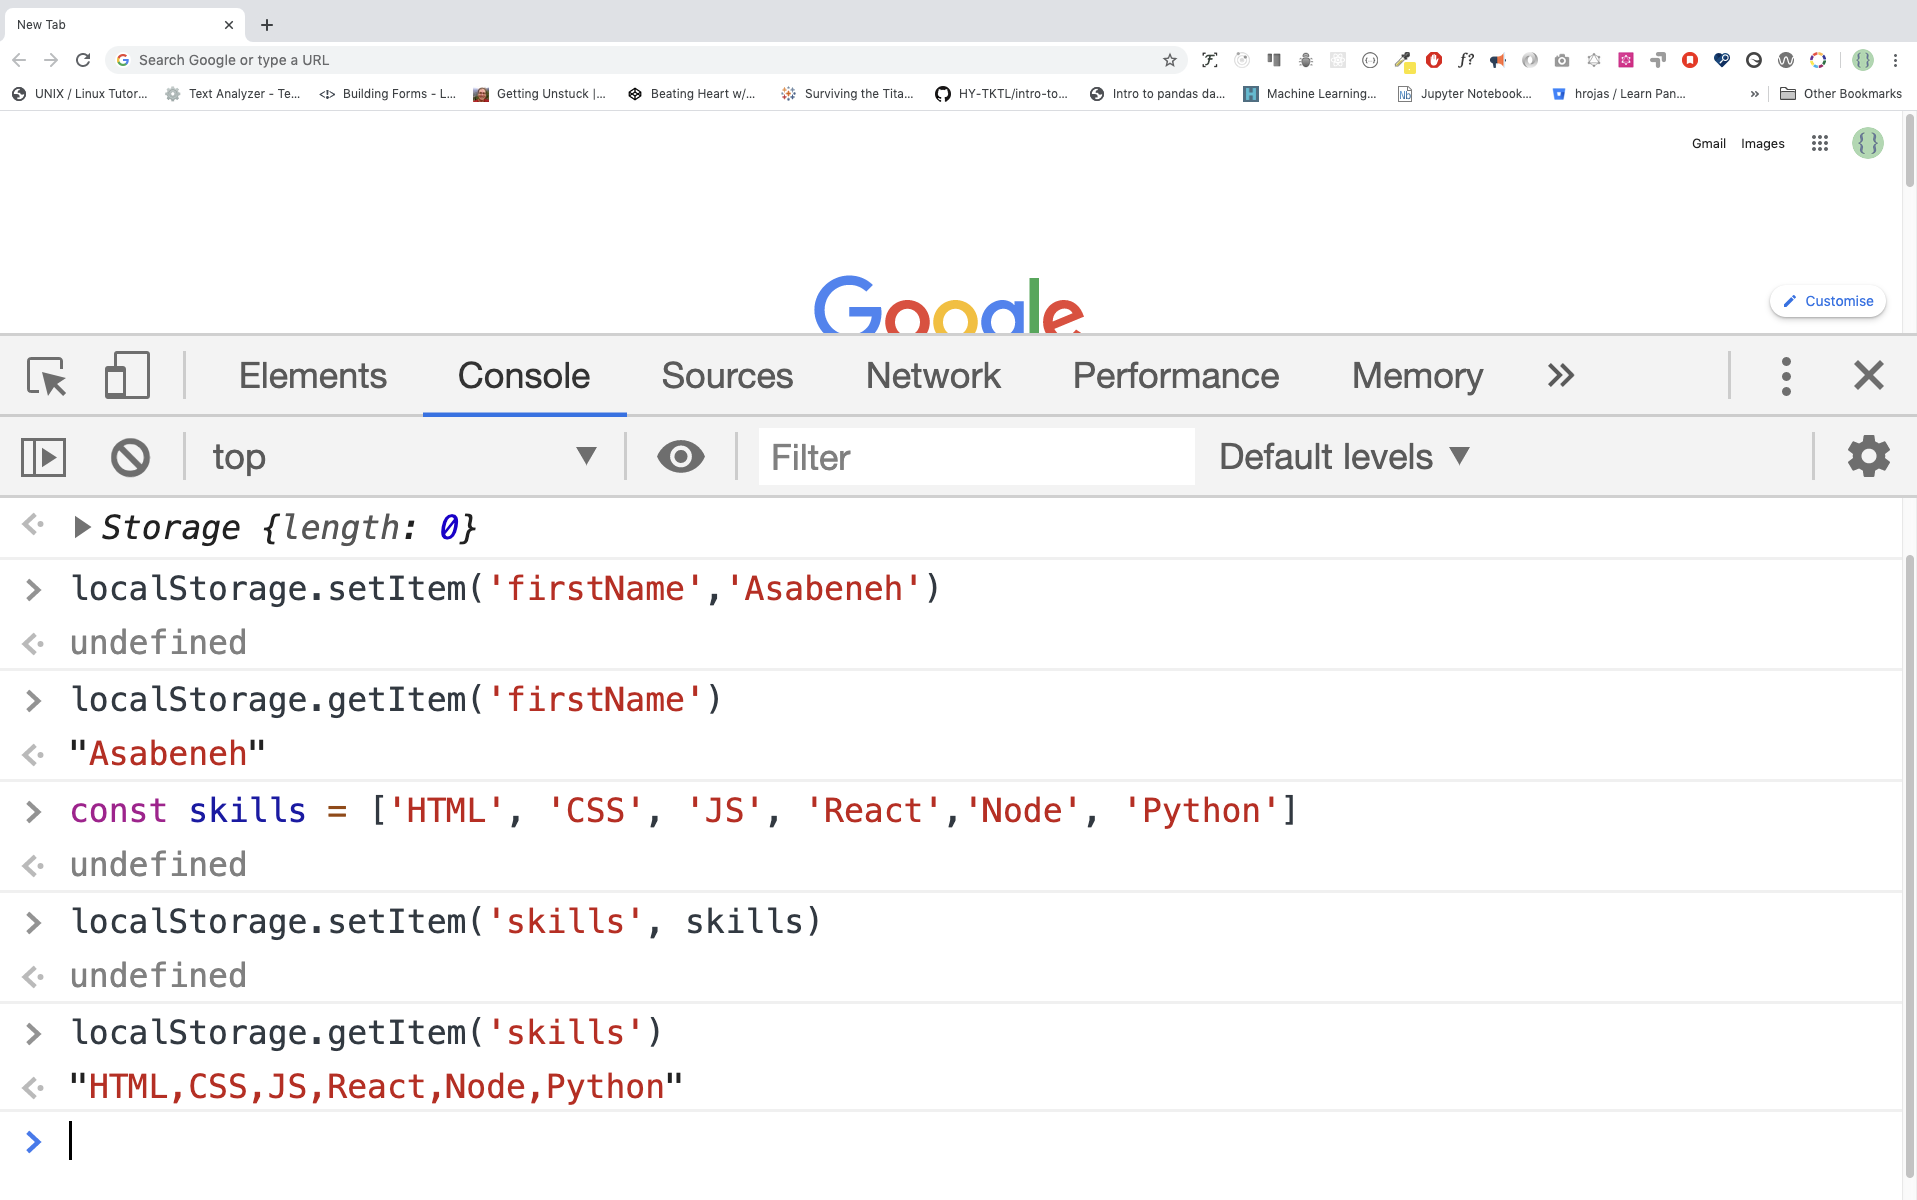 New Tab
Search Google or type a URL
UNIX / Linux Tutor... Text Analyzer - Te... Building Forms - L... Getting Unstuck |... Beating Heart w/... Surviving the Tita... HY-TKTL/intro-to... Intro to pandas da... Machine Learning... Jupyter Notebook... hrojas / Learn Pan... » Other Bookmarks
Gmail Images
Google
Customise
Elements Console Sources Network Performance Memory »
top Filter Default levels
Storage {length: 0}
localStorage.setItem('firstName','Asabeneh')
undefined
localStorage.getItem('firstName')
"Asabeneh"
const skills = ['HTML', 'CSS', 'JS', 'React','Node', 'Python']
undefined
localStorage.setItem('skills', skills)
undefined
localStorage.getItem('skills')
"HTML,CSS,JS,React,Node,Python"